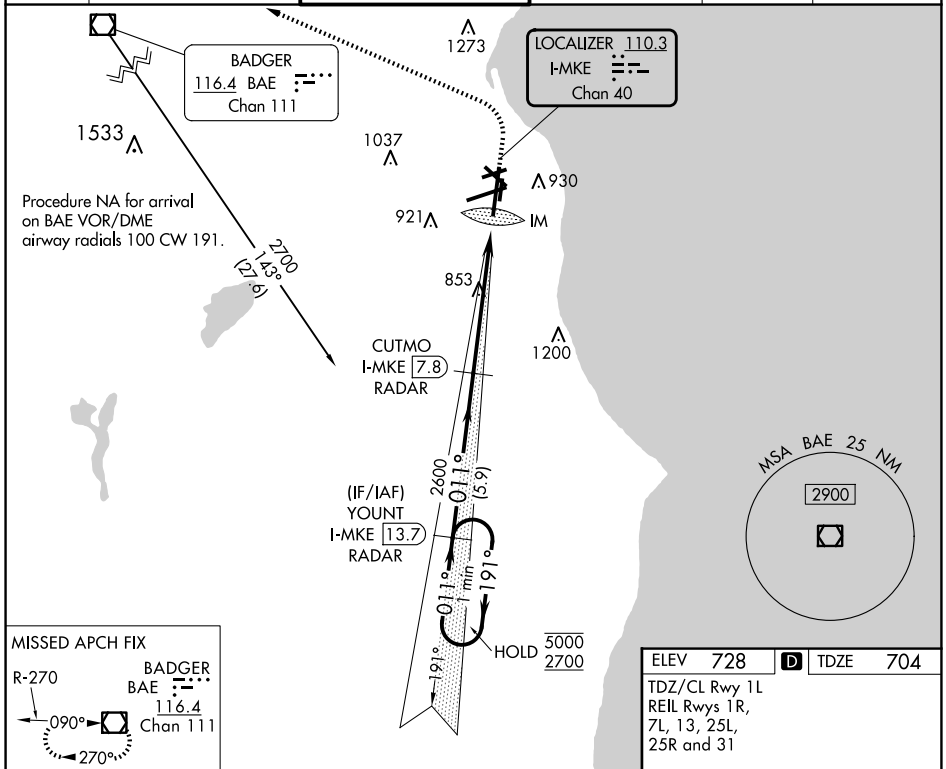 1273
BADGER
116.4 BAE
Chan 111
LOCALIZER 110.3
I-MKE
Chan 40
1533
1037
930
Procedure NA for arrival
on BAE VOR/DME
airway radials 100 CW 191.
921
IM
2700
143°
(27.6)
853
CUTMO
I-MKE 7.8
RADAR
1200
2600
011°
(5.9)
(IF/IAF)
YOUNT
I-MKE 13.7
RADAR
MSA BAE 25 NM
2900
011°
1 min
191°
HOLD 5000
2700
191°
MISSED APCH FIX
R-270
BADGER
BAE
116.4
Chan 111
090°
270°
ELEV 728 D TDZE 704
TDZ/CL Rwy 1L
REIL Rwys 1R,
7L, 13, 25L,
25R and 31